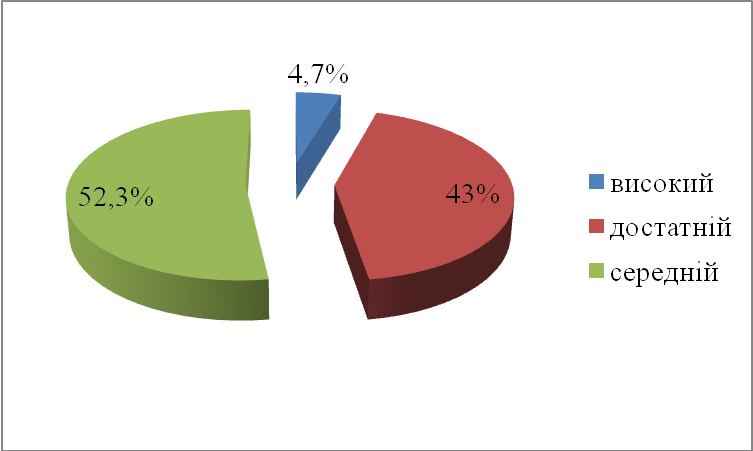 4,7%
52,3%
43%
високий
достатній
середній